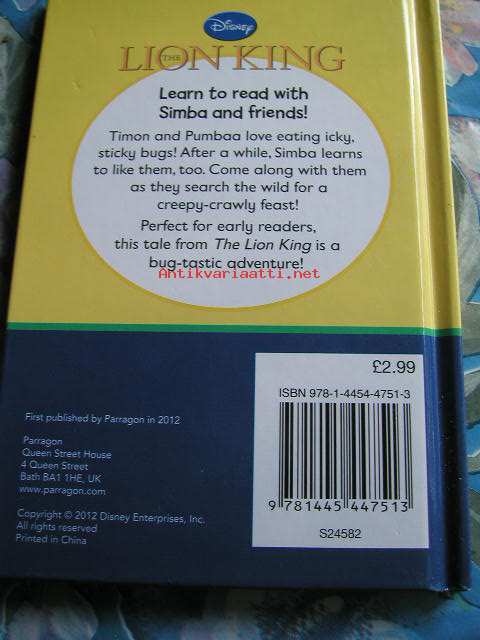 Disney
THE LION KING
Learn to read with
Simba and friends!
Timon and Pumbaa love eating icky,
sticky bugs! After a while, Simba learns
to like them, too. Come along with them
as they search the wild for a
creepy-crawly feast!
Perfect for early readers,
this tale from The Lion King is a
bug-tastic adventure!
Antikvariaatti.net
£2.99
ISBN 978-1-4454-4751-3
9 781445 447513
S24582
First published by Parragon in 2012
Parragon
Queen Street House
4 Queen Street
Bath BA1 1HE, UK
www.parragon.com
Copyright © 2012 Disney Enterprises, Inc.
All rights reserved
Printed in China